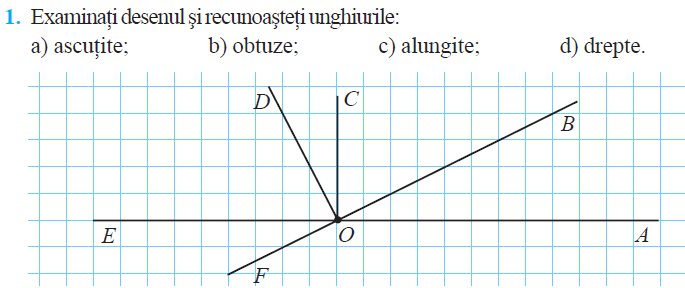 1. Examinați desenul și recunoașteți unghiurile:
a) ascuțite; b) obtuze; c) alungite; d) drepte.
D C B
E O A
F